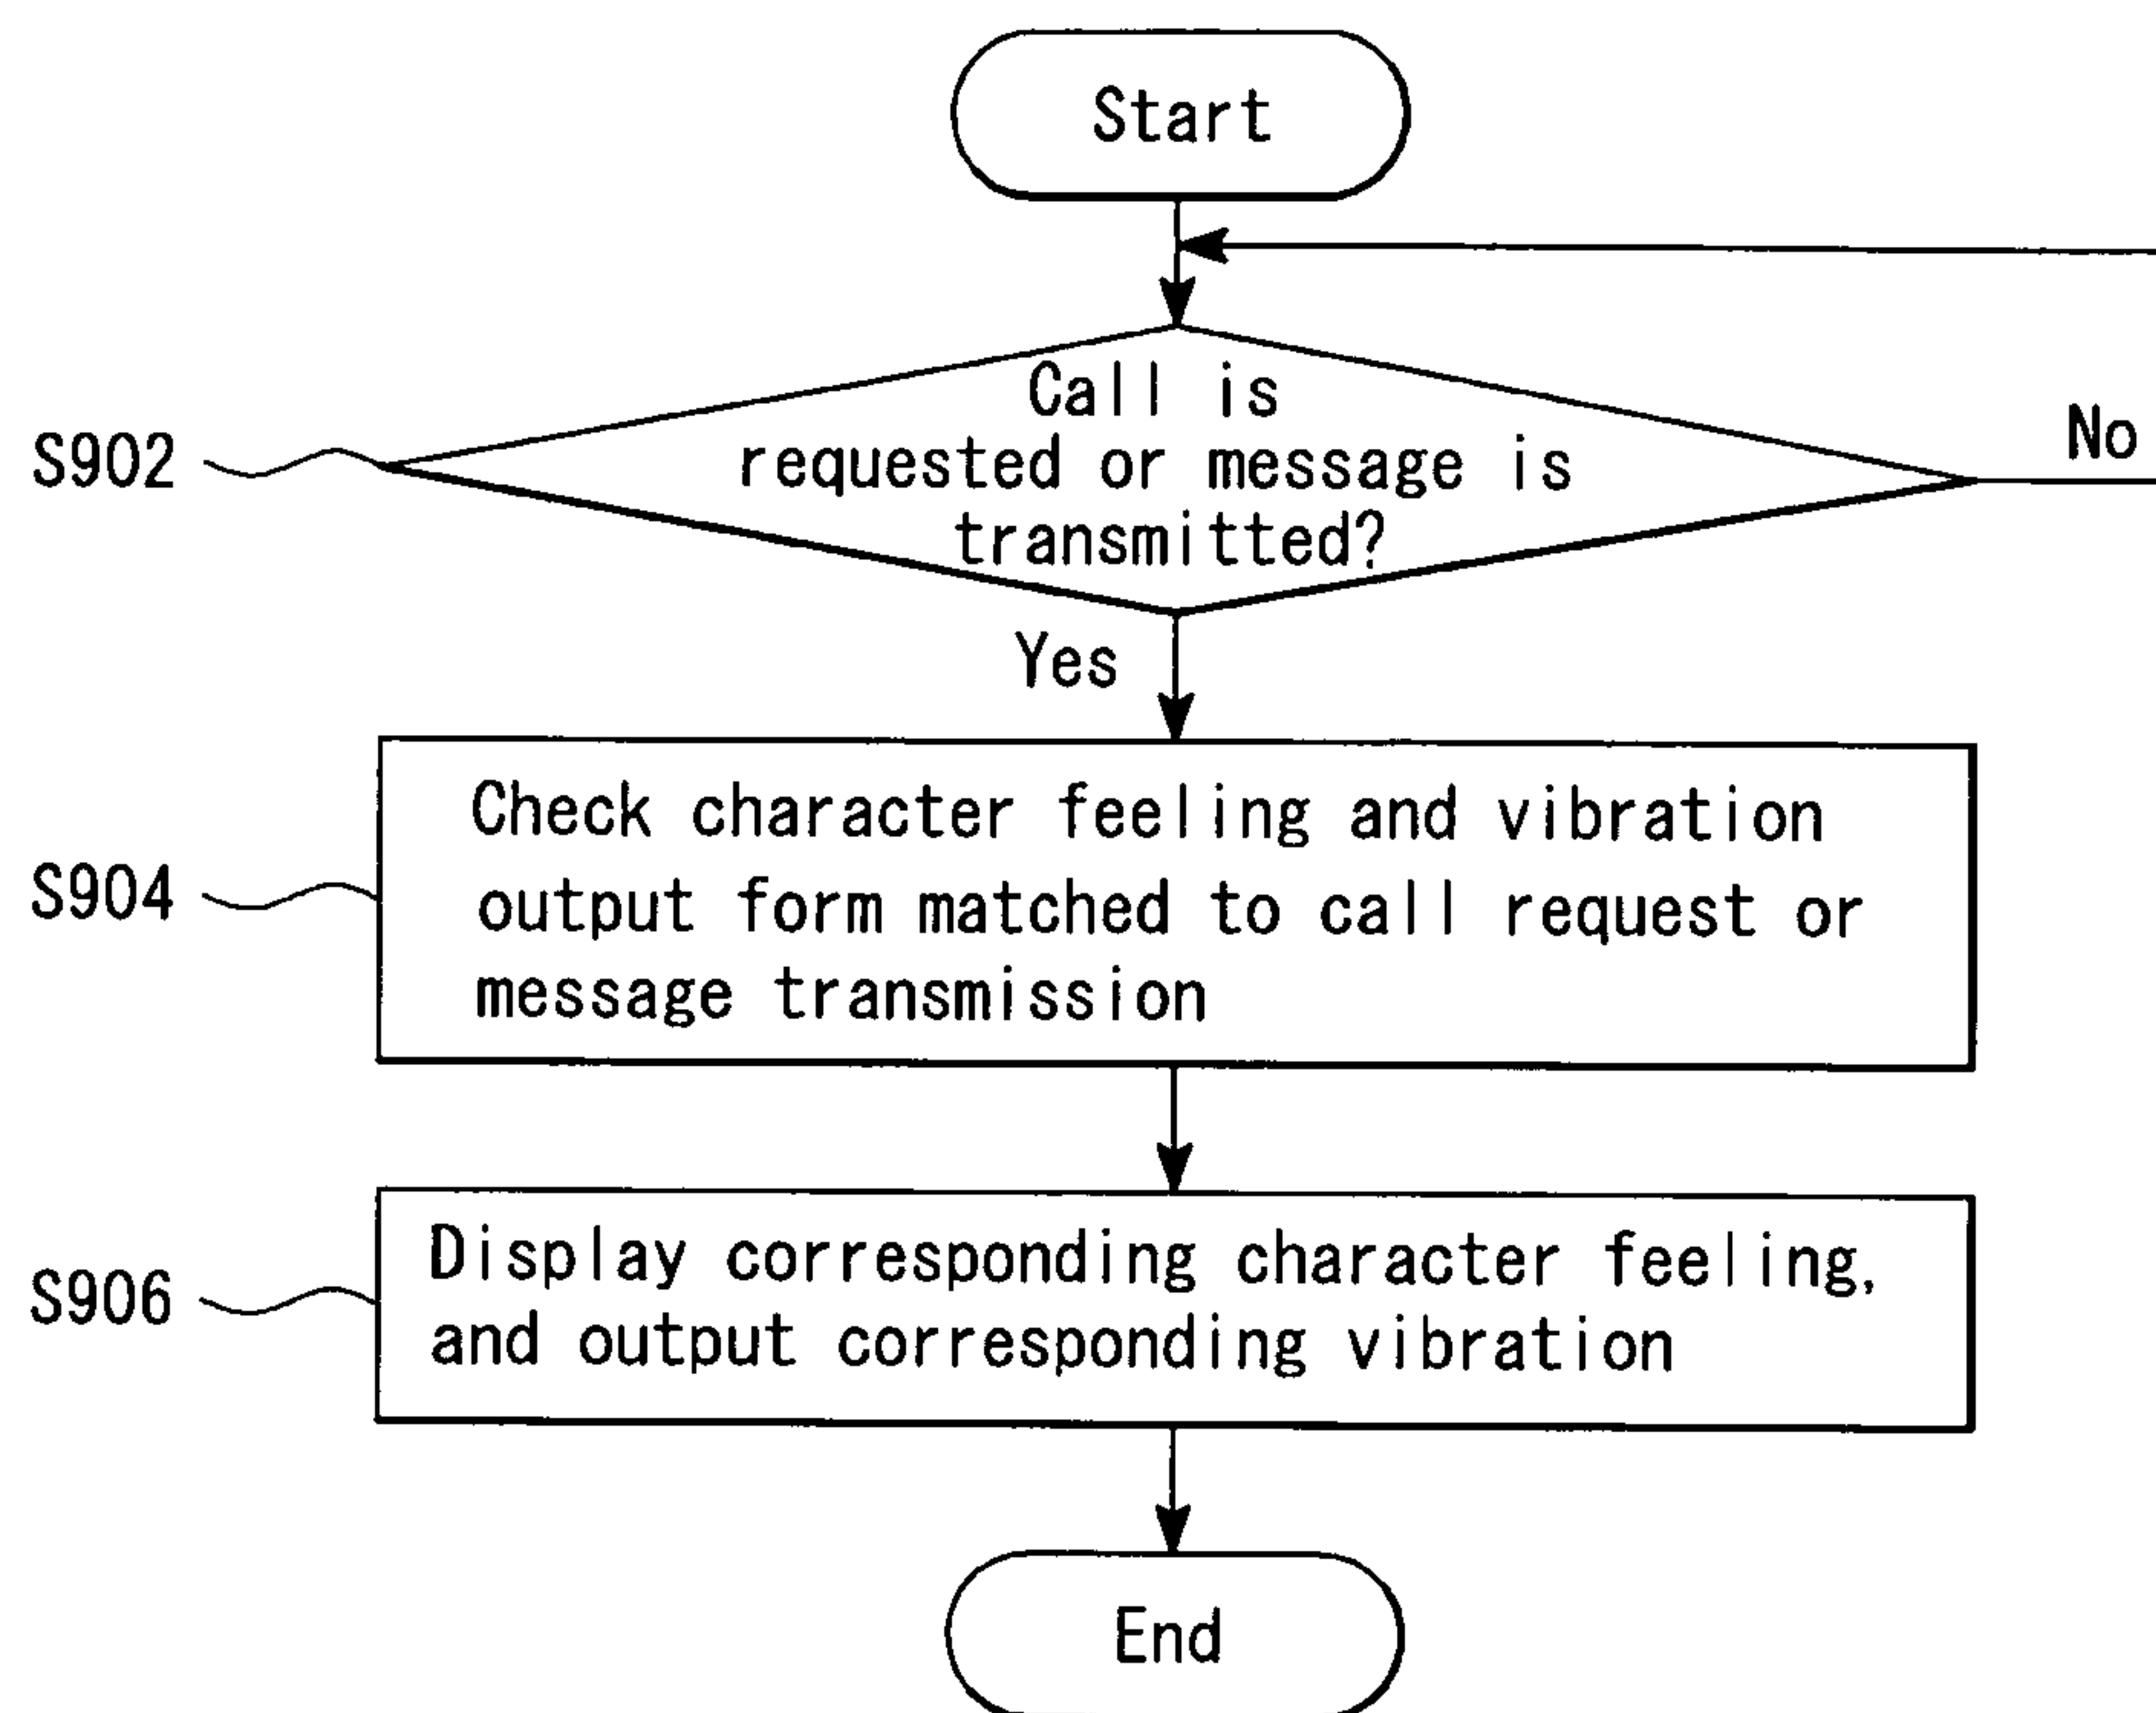 Start
Call is
requested or message is
transmitted?
S902
No
Yes
Check character feeling and vibration
output form matched to call request or
message transmission
S904
Display corresponding character feeling,
and output corresponding vibration
S906
End